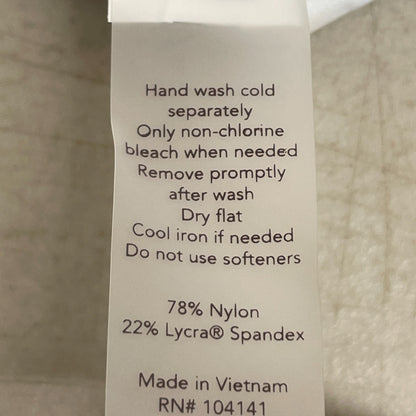 Hand wash cold
separately
Only non-chlorine
bleach when needed
Remove promptly
after wash
Dry flat
Cool iron if needed
Do not use softeners
78% Nylon
22% Lycra® Spandex
Made in Vietnam
RN# 104141